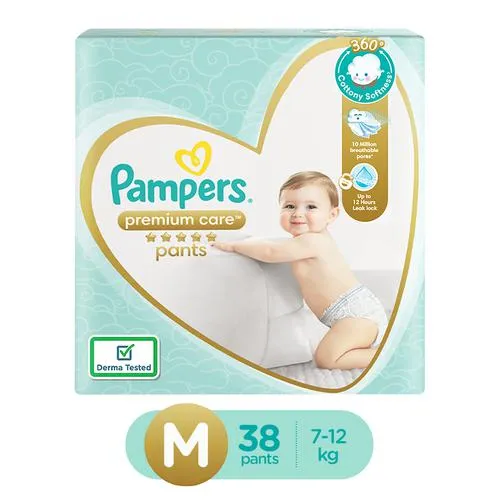 360°
Cottony Softness
10 Million
breathable
pores*
Up to
12 Hours
Leak lock
Pampers®
premium care™
pants
Derma Tested
M
38
pants
7-12
kg